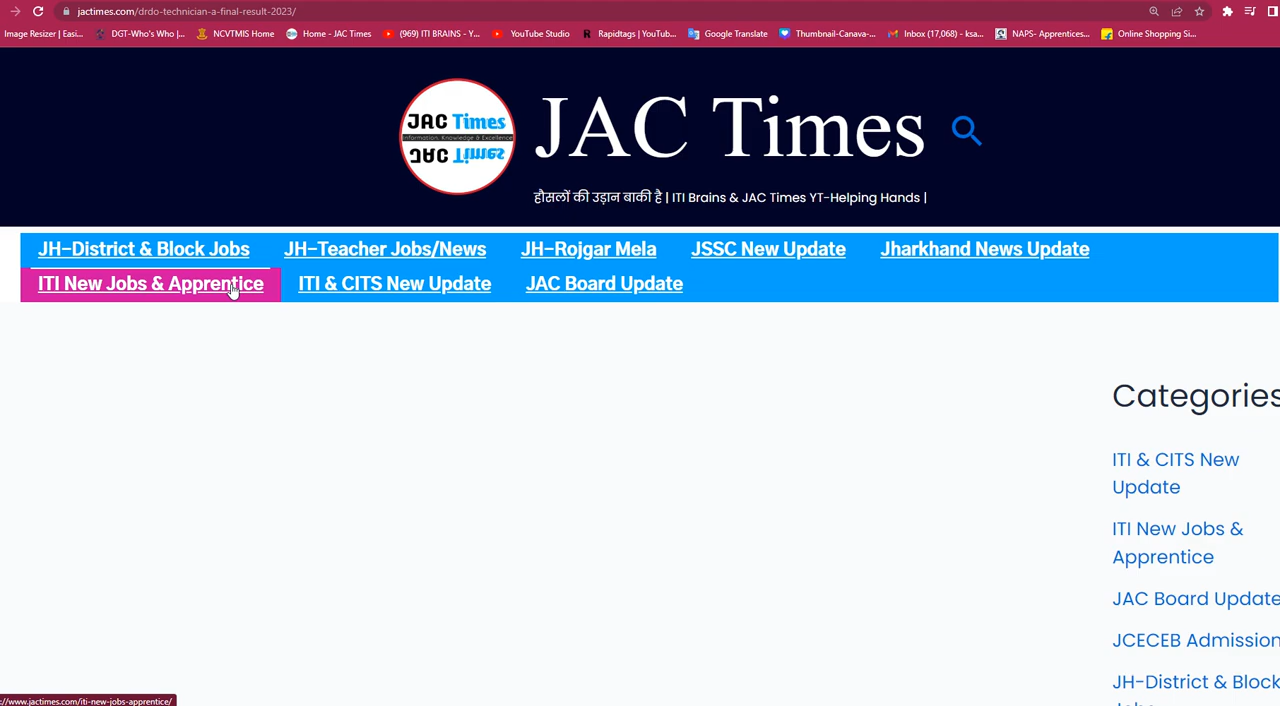 jactimes.com/drdo-technician-a-final-result-2023/
Image Resizer | Easi... DGT-Who's Who |... NCVTMIS Home Home - JAC Times (969) ITI BRAINS - Y... YouTube Studio Rapidtags | YouTub... Google Translate Thumbnail-Canava-... Inbox (17,068) - ksa... NAPS- Apprentices... Online Shopping Si...
JAC Times
Information, Knowledge & Excellence
JAC Times
JAC Times
हौसलों की उड़ान बाकी है | ITI Brains & JAC Times YT-Helping Hands |
JH-District & Block Jobs JH-Teacher Jobs/News JH-Rojgar Mela JSSC New Update Jharkhand News Update
ITI New Jobs & Apprentice ITI & CITS New Update JAC Board Update
Categories
ITI & CITS New
Update
ITI New Jobs &
Apprentice
JAC Board Update
JCECEB Admission
JH-District & Block
://www.jactimes.com/iti-new-jobs-apprentice/